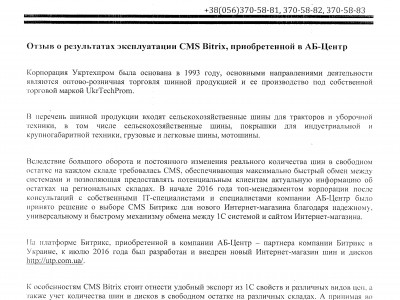 +38(056)370-58-81, 370-58-82, 370-58-83
Отзыв о результатах эксплуатации CMS Bitrix, приобретенной в АБ-Центр
Корпорация Укртехпром была основана в 1993 году, основными направлениями деятельности
являются оптово-розничная торговля шинной продукцией и ее производство под собственной
торговой маркой UkrTechProm.
В перечень шинной продукции входят сельскохозяйственные шины для тракторов и уборочной
техники, в том числе сельскохозяйственные шины, покрышки для индустриальной и
крупногабаритной техники, грузовые и легковые шины, мотошины.
Вследствие большого оборота и постоянного изменения реального количества шин в свободном
остатке на каждом складе требовалась CMS, обеспечивающая максимально быстрый обмен между
системами и позволяющая предоставлять потенциальным клиентам актуальную информацию об
остатках на региональных складах. В начале 2016 года топ-менеджментом корпорации после
консультаций с собственными IT-специалистами и специалистами компании АБ-Центр было
принято решение о выборе CMS Битрикс для нового Интернет-магазина благодаря надежному,
универсальному и быстрому механизму обмена между 1С системой и сайтом Интернет-магазина.
На платформе Битрикс, приобретенной в компании АБ-Центр – партнера компании Битрикс в
Украине, к июлю 2016 года был разработан и внедрен новый Интернет-магазин шин и дисков
http://utp.com.ua/.
К особенностям CMS Битрикс стоит отнести удобный экспорт из 1С свойств и различных видов цен, а
также учет количества шин и дисков в свободном остатке на различных складах. А